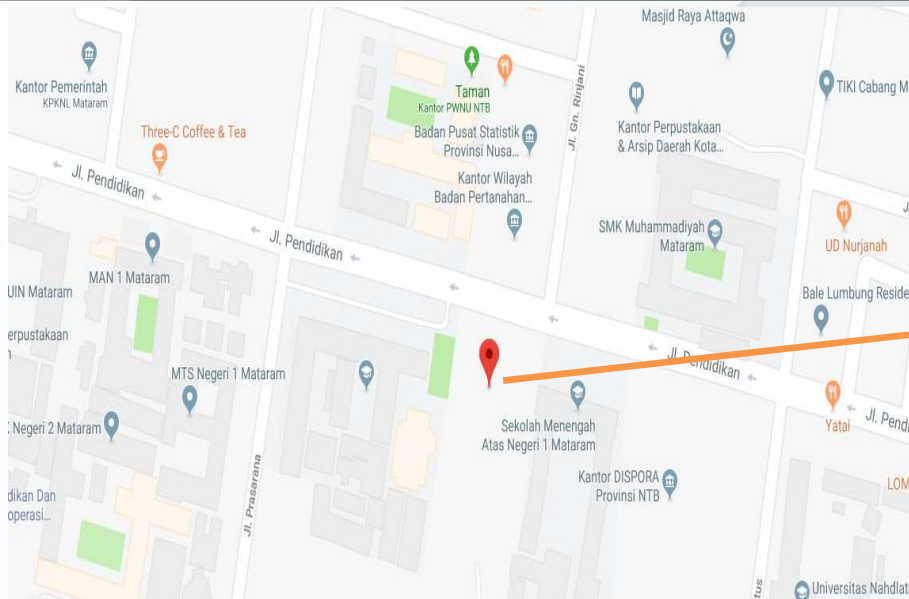 Masjid Raya Attaqwa
Kantor Pemerintah
KPKNL Mataram
Taman
Kantor PWNU NTB
TIKI Cabang M
Three-C Coffee & Tea
Badan Pusat Statistik
Provinsi Nusa...
Jl. Gn. Rinjani
Kantor Perpustakaan
& Arsip Daerah Kota...
Jl. Pendidikan
Kantor Wilayah
Badan Pertanahan...
J
SMK Muhammadiyah
Mataram
UD Nurjanah
Jl. Pendidikan
MAN 1 Mataram
UIN Mataram
Bale Lumbung Reside
erpustakaan
Jl. Pendidikan
MTS Negeri 1 Mataram
Yatai
Jl. Pendi
Negeri 2 Mataram
Sekolah Menengah
Atas Negeri 1 Mataram
Kantor DISPORA
Provinsi NTB
Jl. Prasarana
dikan Dan
operasi...
LOM
tus
Universitas Nahdlat